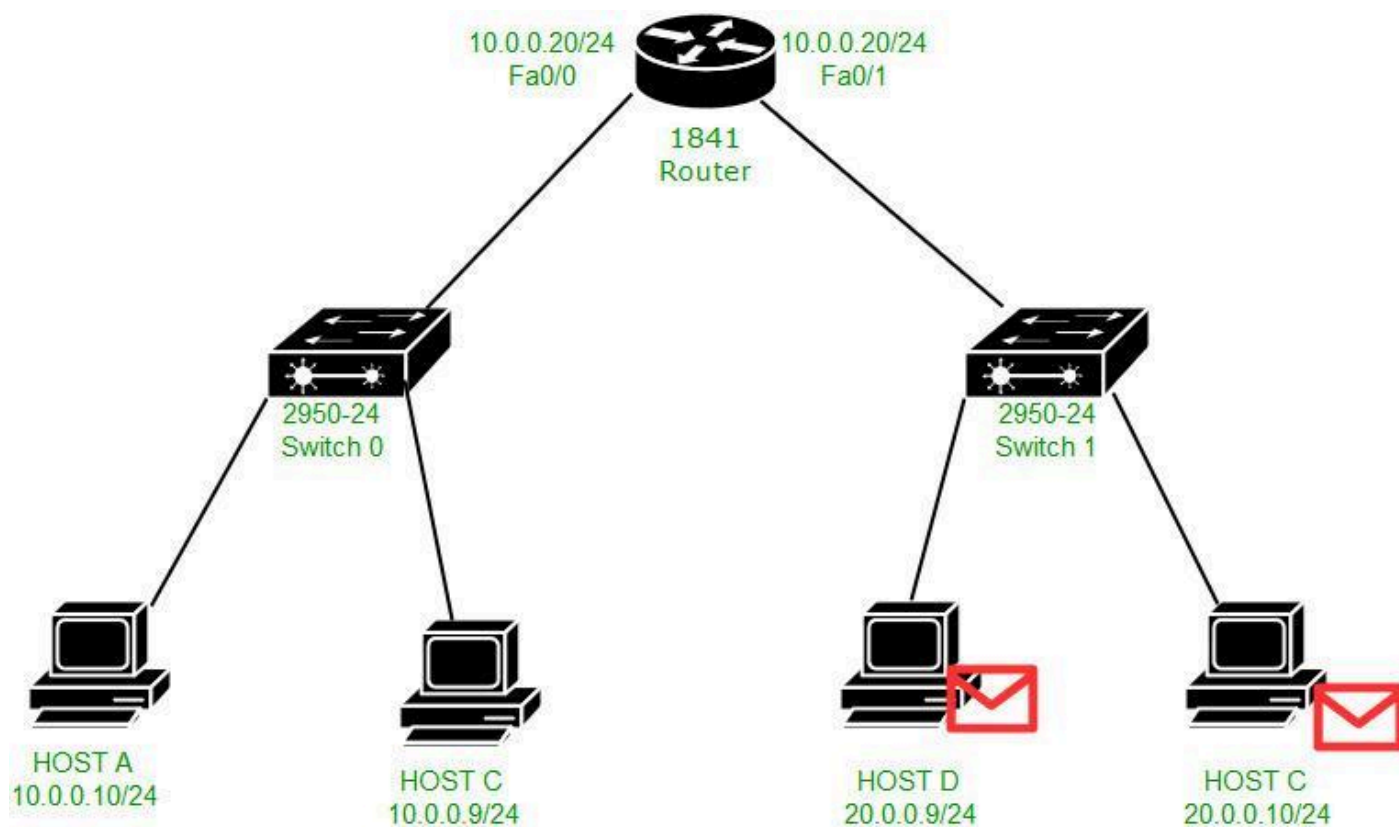 10.0.0.20/24
Fa0/0
10.0.0.20/24
Fa0/1
1841
Router
2950-24
Switch 0
2950-24
Switch 1
HOST A
10.0.0.10/24
HOST C
10.0.0.9/24
HOST D
20.0.0.9/24
HOST C
20.0.0.10/24